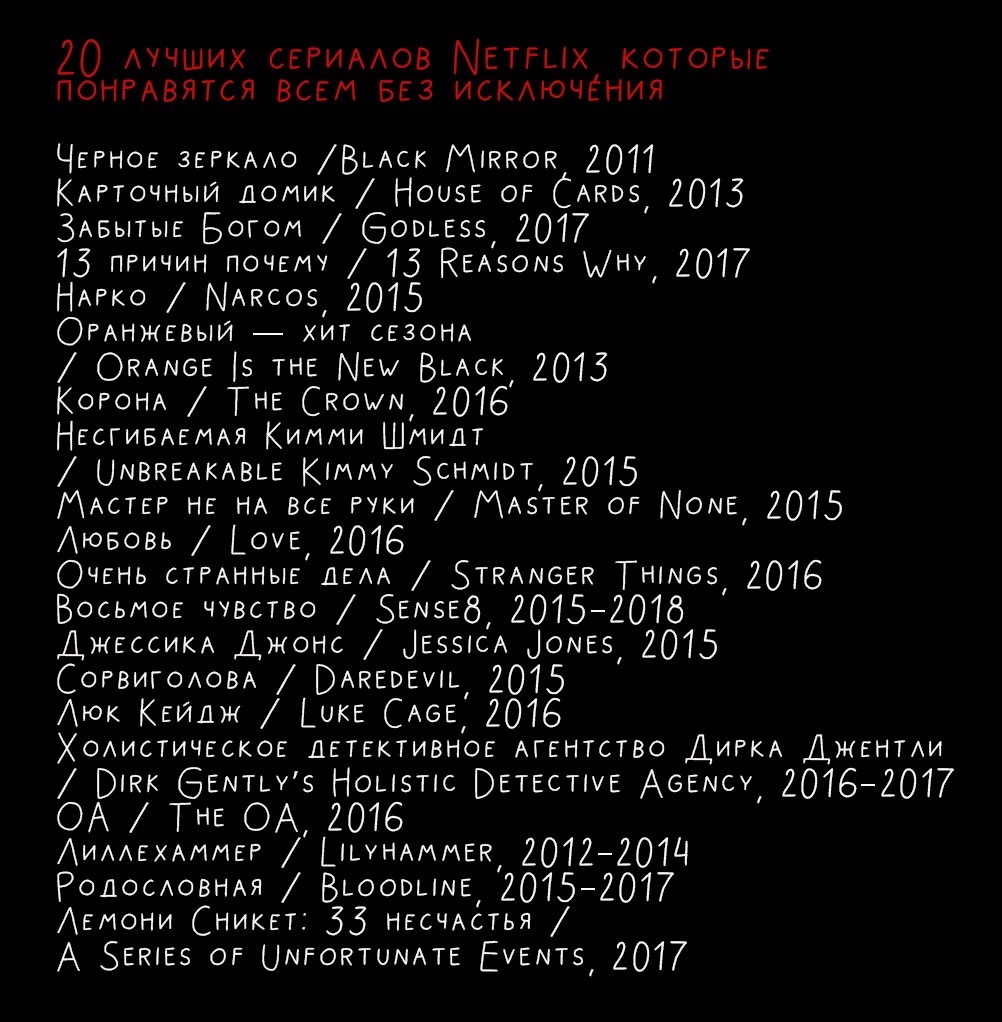 20 лучших сериалов Netflix которые
понравятся всем без исключéния
Черное зеркало /Black Mirror, 2011
Карточный домик / House of Cards, 2013
Забытые Богом / Godless, 2017
13 причин почему / 13 Reasons Why, 2017
Нарко / Narcos, 2015
Оранжевый — хит сезона
/ Orange Is the New Black, 2013
Корона / The Crown, 2016
Несгибаемая Кимми Шмидт
/ Unbreakable Kimmy Schmidt, 2015
Мастер не на все руки / Master of None, 2015
Любовь / Love, 2016
Очень странные дела / Stranger Things, 2016
Восьмое чувство / Sense8, 2015-2018
Джессика Джонс / Jessica Jones, 2015
Сорвиголова / Daredevil, 2015
Люк Кейдж / Luke Cage, 2016
Холистическое детективное агентство Дирка Джентли
/ Dirk Gently's Holistic Detective Agency, 2016-2017
ОА / The OA, 2016
Лиллехаммер / Lilyhammer, 2012-2014
Родословная / Bloodline, 2015-2017
Лемони Сникет: 33 несчастья /
A Series of Unfortunate Events, 2017